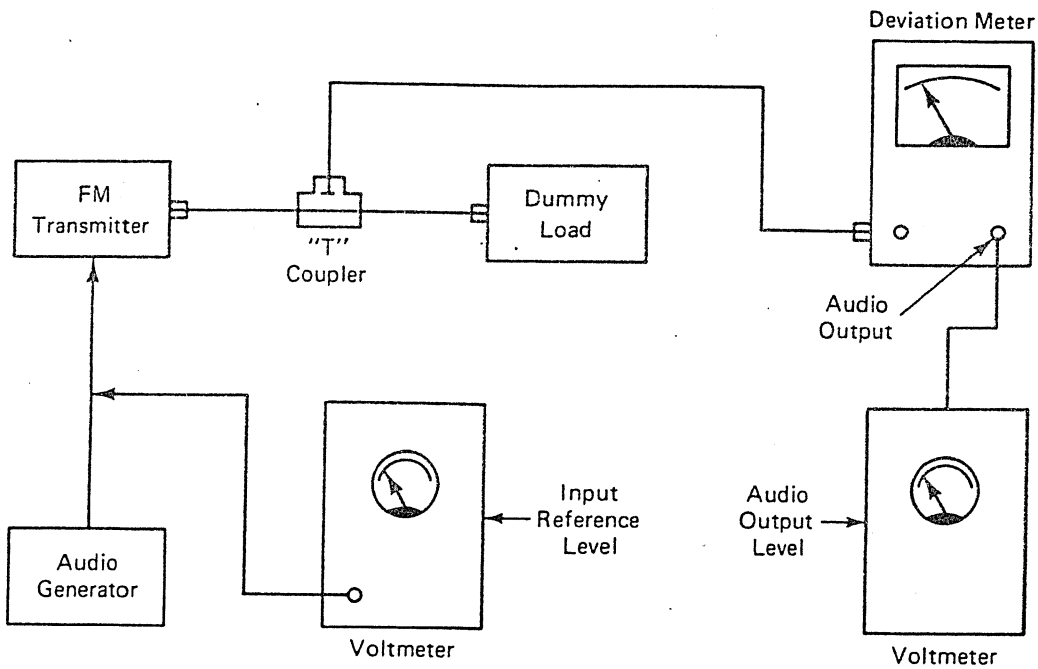 Deviation Meter
FM
Transmitter
"T"
Coupler
Dummy
Load
Audio
Output
Audio
Generator
Input
Reference
Level
Voltmeter
Audio
Output
Level
Voltmeter